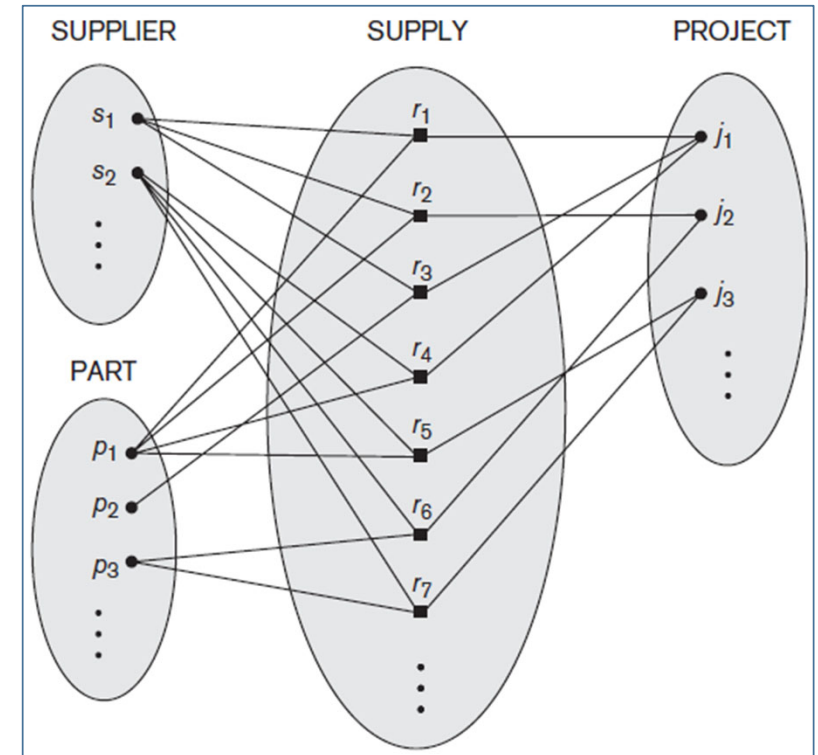 SUPPLIER
SUPPLY
PROJECT
s1
s2
PART
p1
p2
p3
r1
r2
r3
r4
r5
r6
r7
j1
j2
j3